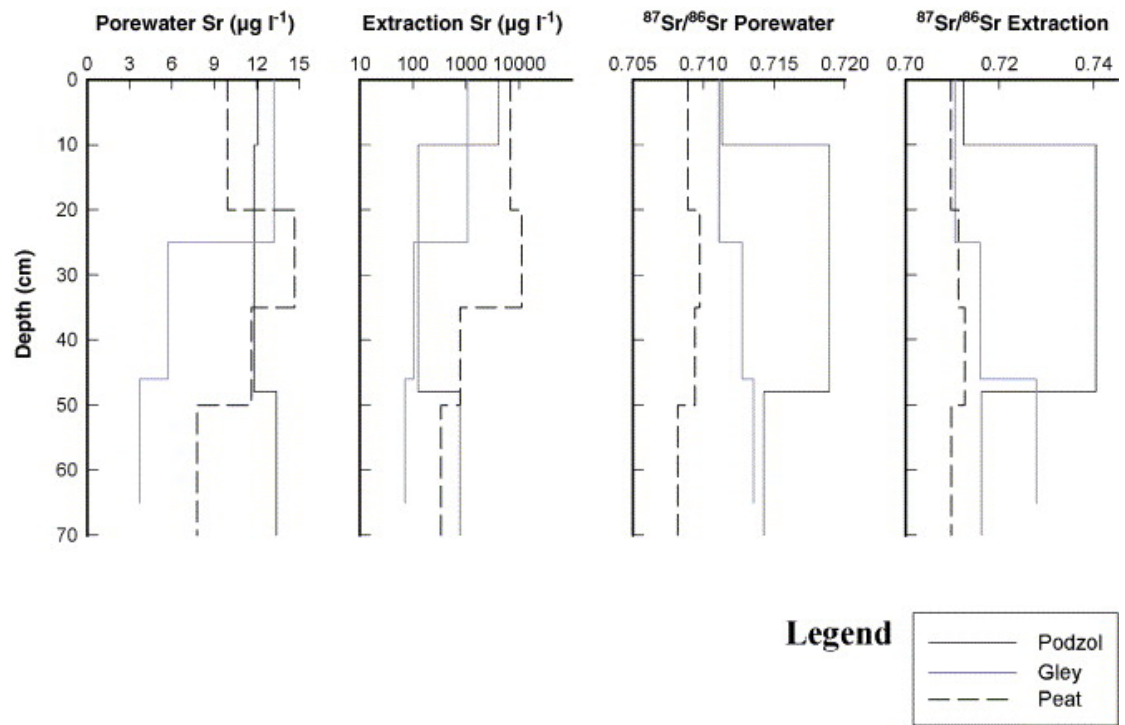 Porewater Sr (µg l⁻¹)
Extraction Sr (µg l⁻¹)
⁸⁷Sr/⁸⁶Sr Porewater
⁸⁷Sr/⁸⁶Sr Extraction
0 3 6 9 12 15
10 100 1000 10000
0.705 0.710 0.715 0.720
0.70 0.72 0.74
Depth (cm)
0
10
20
30
40
50
60
70
Legend
Podzol
Gley
Peat